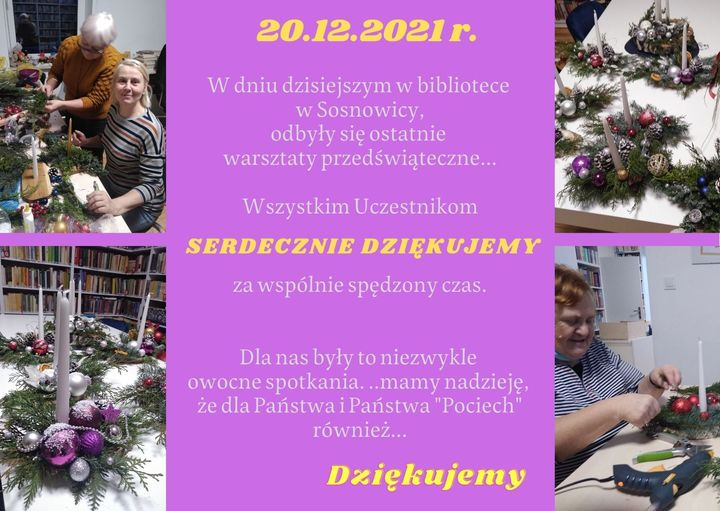 20.12.2021 r.
W dniu dzisiejszym w bibliotece
w Sosnowicy,
odbyły się ostatnie
warsztaty przedświąteczne...
Wszystkim Uczestnikom
SERDECZNIE DZIĘKUJEMY
za wspólnie spędzony czas.
Dla nas były to niezwykle
owocne spotkania. ..mamy nadzieję,
że dla Państwa i Państwa "Pociech"
również...
Dziękujemy